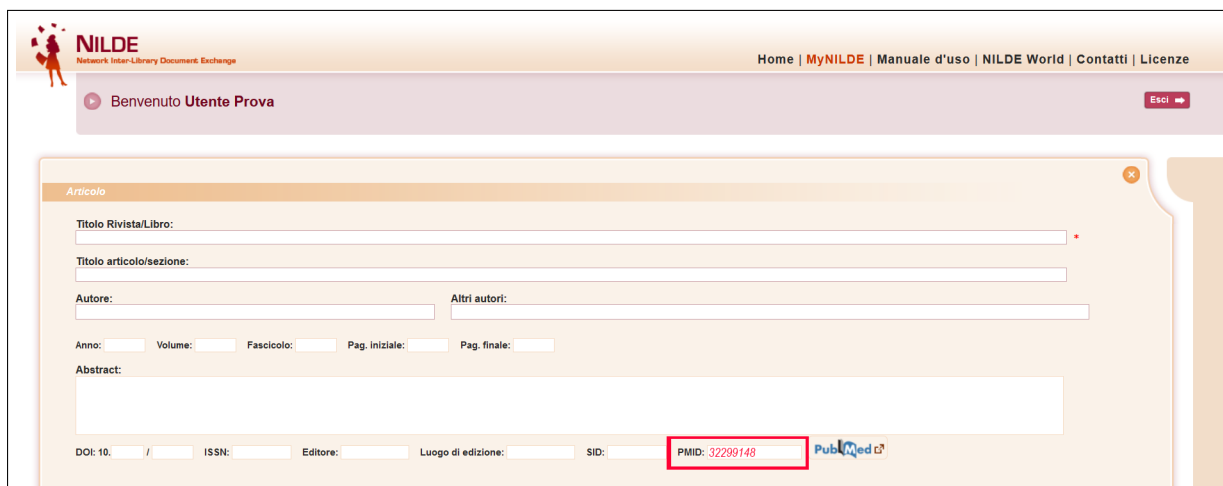 NILDE
Network Inter-Library Document Exchange
Home | MyNILDE | Manuale d'uso | NILDE World | Contatti | Licenze
Benvenuto Utente Prova
Esci
Articolo
Titolo Rivista/Libro:
*
Titolo articolo/sezione:
Autore: Altri autori:
Anno: Volume: Fascicolo: Pag. iniziale: Pag. finale:
Abstract:
DOI: 10. / ISSN: Editore: Luogo di edizione: SID: PMID: 32299148 PubMed